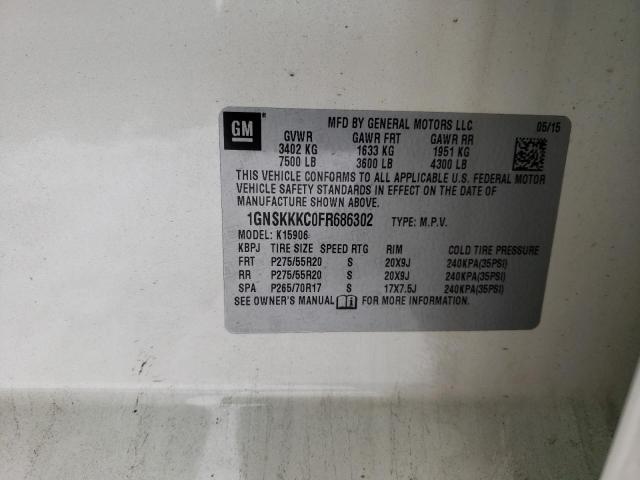 GM MFD BY GENERAL MOTORS LLC 05/15
GVWR GAWR FRT GAWR RR
3402 KG 1633 KG 1951 KG
7500 LB 3600 LB 4300 LB
THIS VEHICLE CONFORMS TO ALL APPLICABLE U.S. FEDERAL MOTOR
VEHICLE SAFETY STANDARDS IN EFFECT ON THE DATE OF
MANUFACTURE SHOWN ABOVE.
1GNSKKKC0FR686302 TYPE: M.P.V.
MODEL: K15906
KBPJ TIRE SIZE SPEED RTG RIM COLD TIRE PRESSURE
FRT P275/55R20 S 20X9J 240KPA(35PSI)
RR P275/55R20 S 20X9J 240KPA(35PSI)
SPA P265/70R17 S 17X7.5J 240KPA(35PSI)
SEE OWNER'S MANUAL FOR MORE INFORMATION.